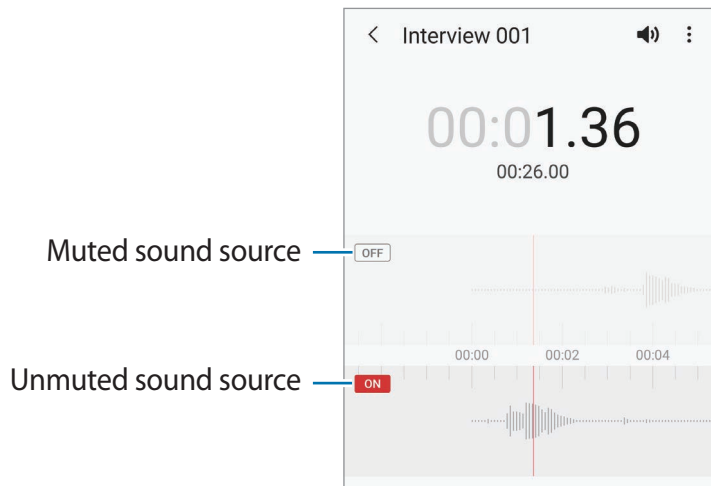 Interview 001
00:01.36
00:26.00
Muted sound source
OFF
00:00 00:02 00:04
Unmuted sound source
ON